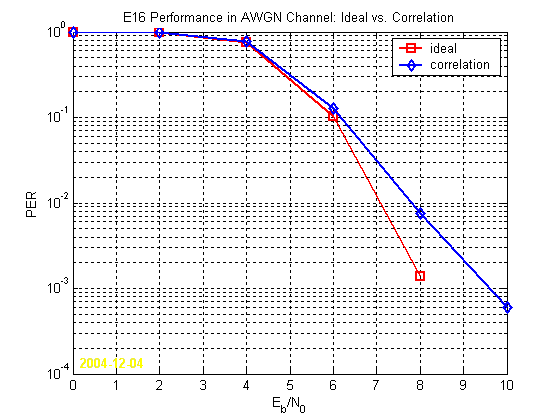 E16 Performance in AWGN Channel: Ideal vs. Correlation
ideal
correlation
10^0
10^-1
10^-2
10^-3
10^-4
PER
2004-12-04
0 1 2 3 4 5 6 7 8 9 10
E_b/N_0